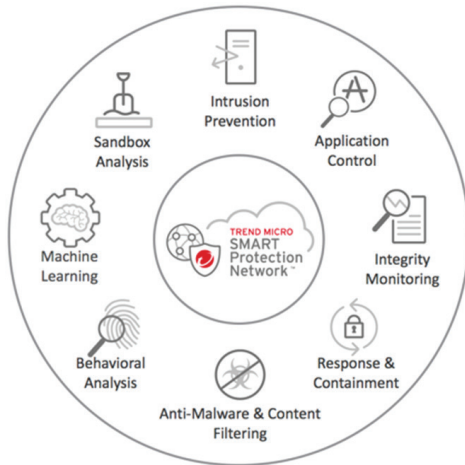 Intrusion
Prevention
Application
Control
Integrity
Monitoring
Response &
Containment
Anti-Malware & Content
Filtering
Behavioral
Analysis
Machine
Learning
Sandbox
Analysis
TREND MICRO
SMART
Protection
Network™